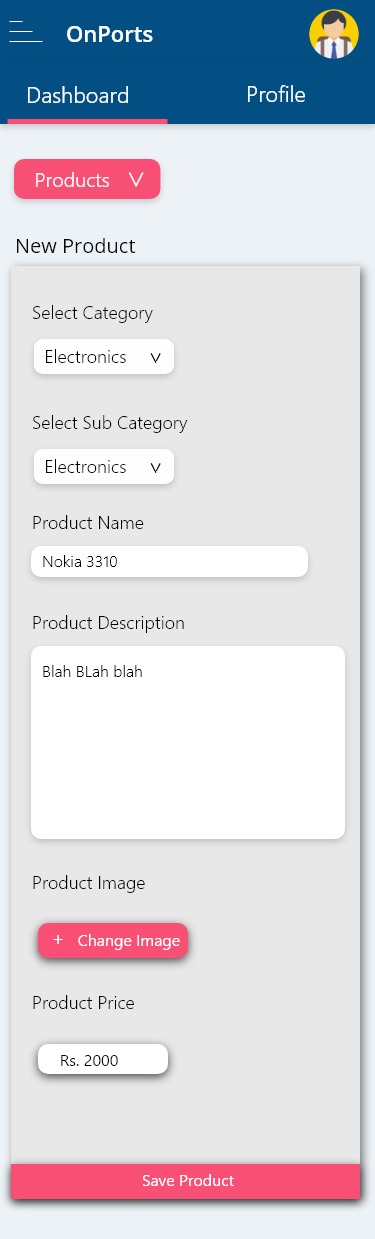 OnPorts
Dashboard Profile
Products
New Product
Select Category
Electronics
Select Sub Category
Electronics
Product Name
Nokia 3310
Product Description
Blah BLah blah
Product Image
+ Change Image
Product Price
Rs. 2000
Save Product